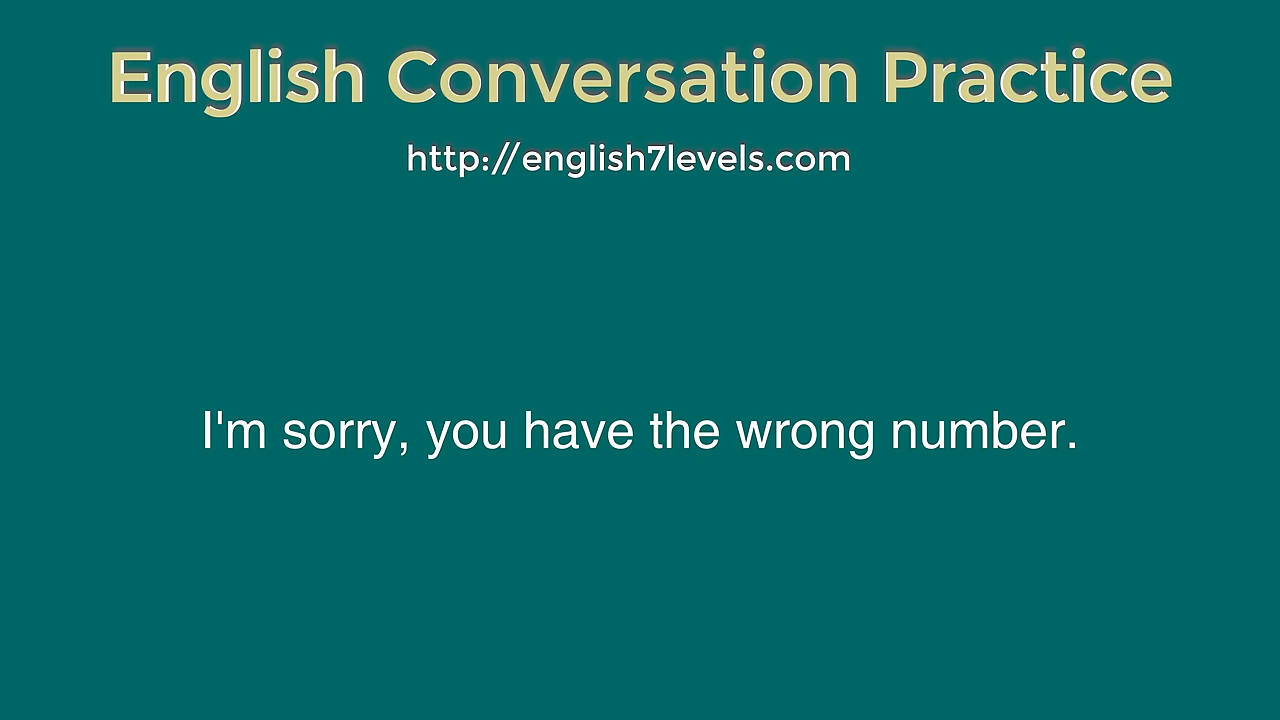 English Conversation Practice
http://english7levels.com
I'm sorry, you have the wrong number.